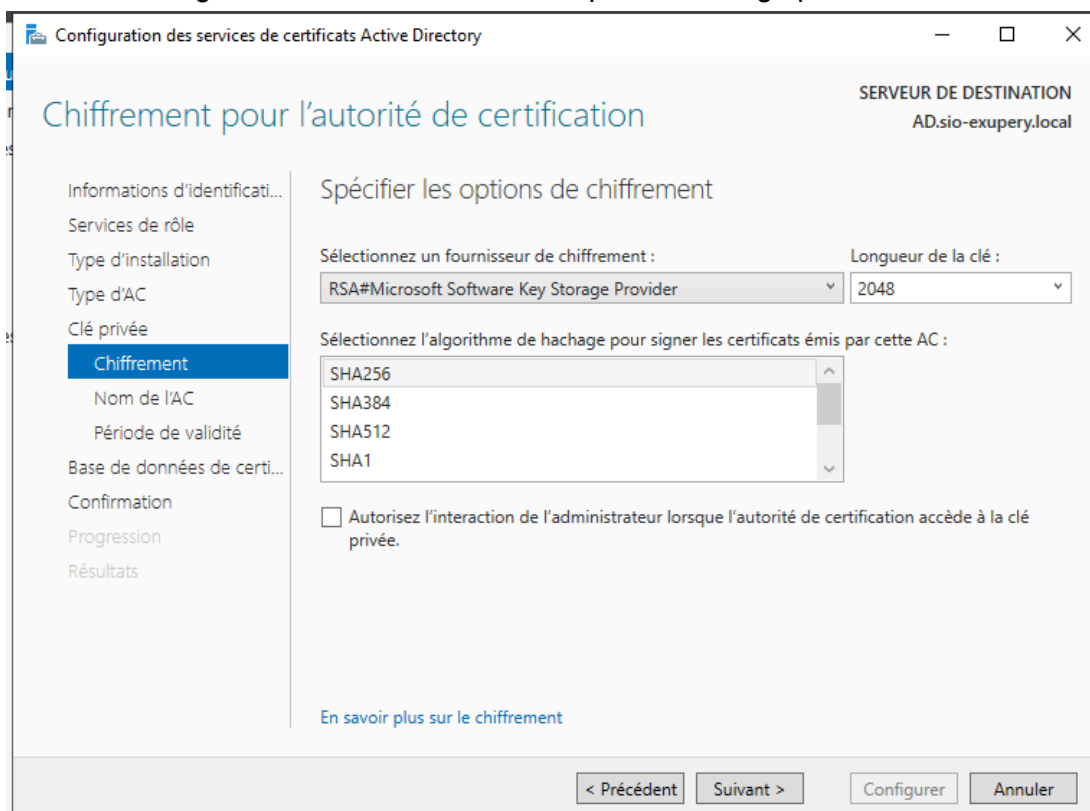 Configuration des services de certificats Active Directory
Chiffrement pour l'autorité de certification
SERVEUR DE DESTINATION
AD.sio-exupery.local
Informations d'identificati...
Services de rôle
Type d'installation
Type d'AC
Clé privée
Chiffrement
Nom de l'AC
Période de validité
Base de données de certi...
Confirmation
Progression
Résultats
Spécifier les options de chiffrement
Sélectionnez un fournisseur de chiffrement :
Longueur de la clé :
RSA#Microsoft Software Key Storage Provider
2048
Sélectionnez l'algorithme de hachage pour signer les certificats émis par cette AC :
SHA256
SHA384
SHA512
SHA1
Autorisez l'interaction de l'administrateur lorsque l'autorité de certification accède à la clé
privée.
En savoir plus sur le chiffrement
< Précédent
Suivant >
Configurer
Annuler